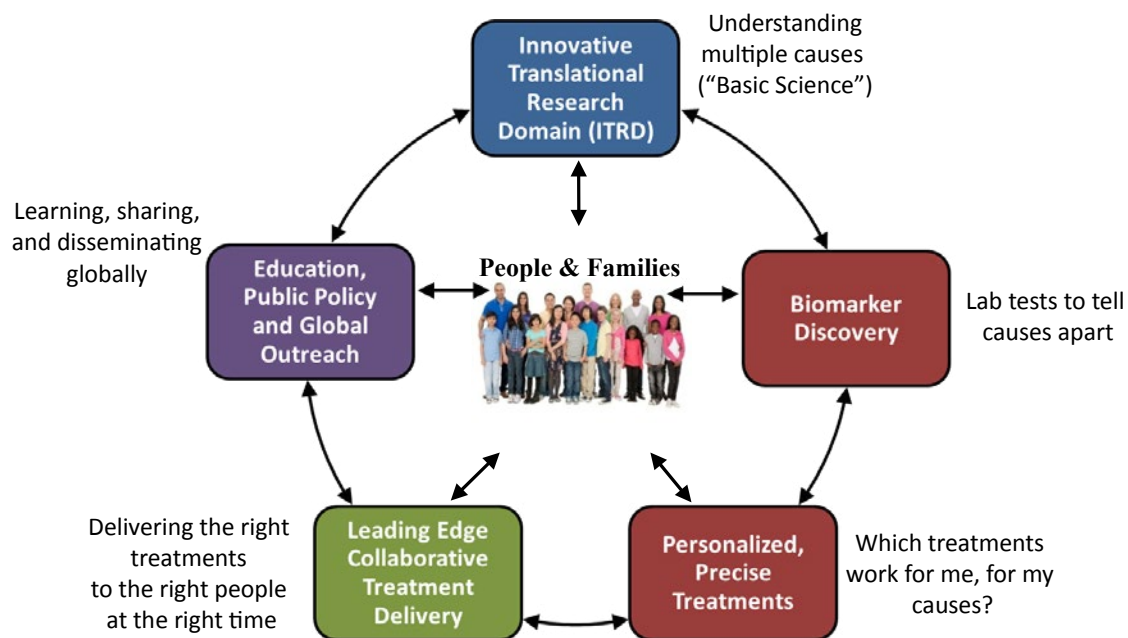 Innovative
Translational
Research
Domain (ITRD)
Understanding
multiple causes
(“Basic Science”)
Learning, sharing,
and disseminating
globally
Education,
Public Policy
and Global
Outreach
People & Families
Biomarker
Discovery
Lab tests to tell
causes apart
Delivering the right
treatments
to the right people
at the right time
Leading Edge
Collaborative
Treatment
Delivery
Personalized,
Precise
Treatments
Which treatments
work for me, for my
causes?